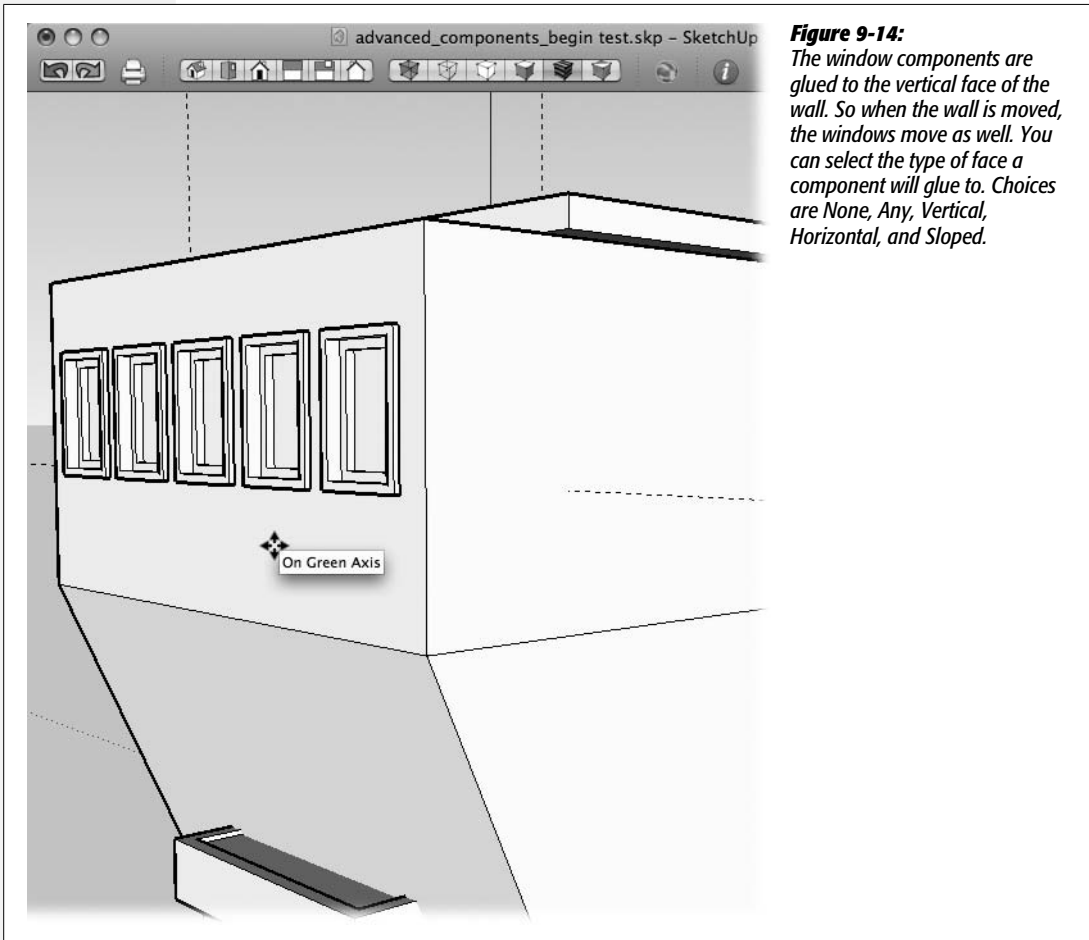 advanced_components_begin test.skp – SketchUp
On Green Axis
Figure 9-14:
The window components are
glued to the vertical face of the
wall. So when the wall is moved,
the windows move as well. You
can select the type of face a
component will glue to. Choices
are None, Any, Vertical,
Horizontal, and Sloped.